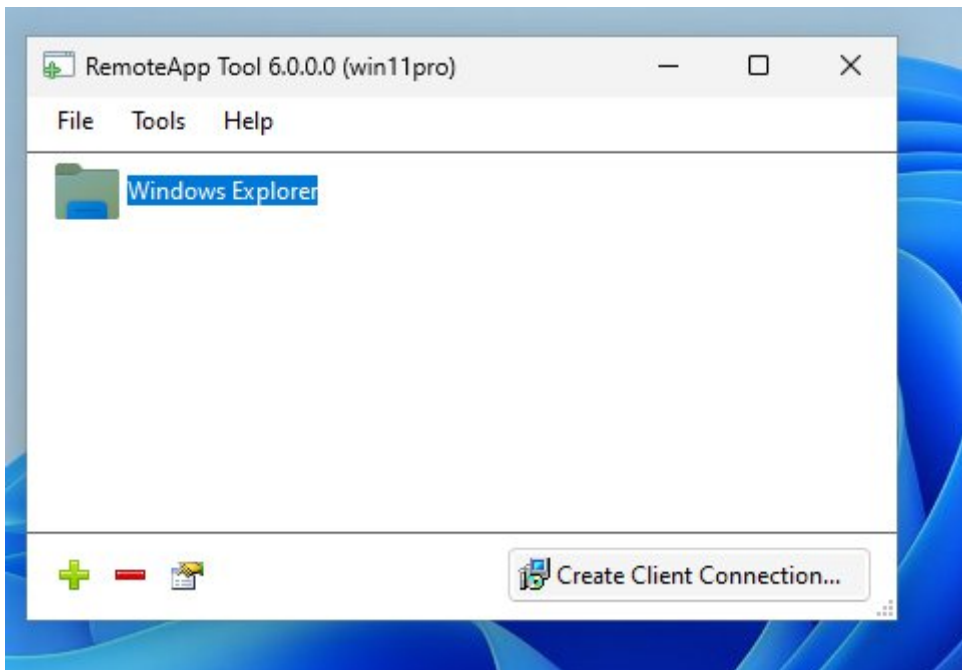 RemoteApp Tool 6.0.0.0 (win11pro)
File Tools Help
Windows Explorer
Create Client Connection...